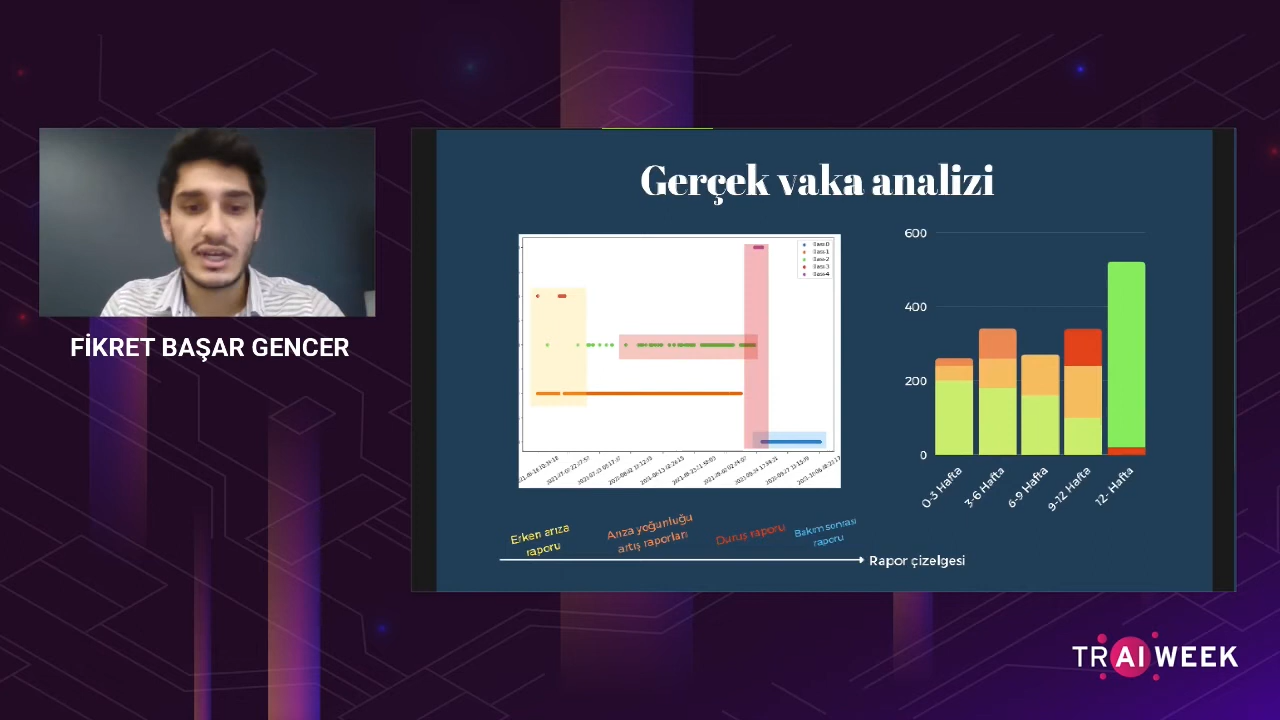 Gerçek vaka analizi
FİKRET BAŞAR GENCER
600
400
200
0
0-3 Hafta
3-6 Hafta
6-9 Hafta
9-12 Hafta
12- Hafta
Erken arıza
raporu
Arıza yoğunluğu
artış raporları
Duruş raporu
Bakım sonrası
raporu
Rapor çizelgesi
TRAI WEEK